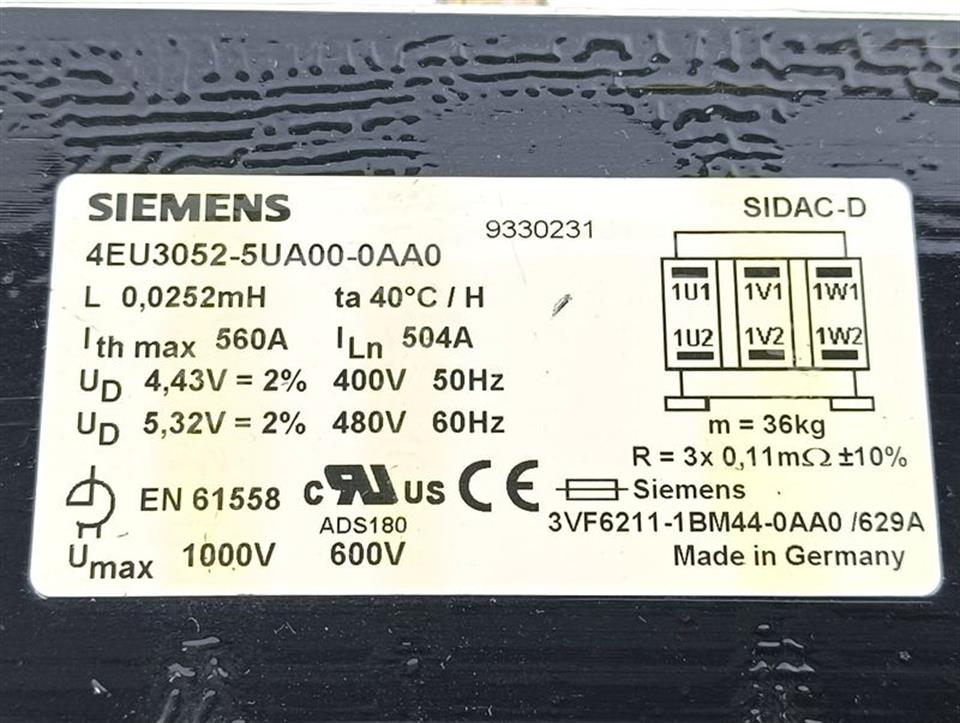 SIEMENS
9330231
SIDAC-D
4EU3052-5UA00-0AA0
L 0,0252mH ta 40°C / H
Ith max 560A ILn 504A
UD 4,43V = 2% 400V 50Hz
UD 5,32V = 2% 480V 60Hz
1U1 1V1 1W1
1U2 1V2 1W2
m = 36kg
R = 3x 0,11mΩ ±10%
EN 61558 c RU US CE Siemens
ADS180
3VF6211-1BM44-0AA0 /629A
Umax 1000V 600V
Made in Germany